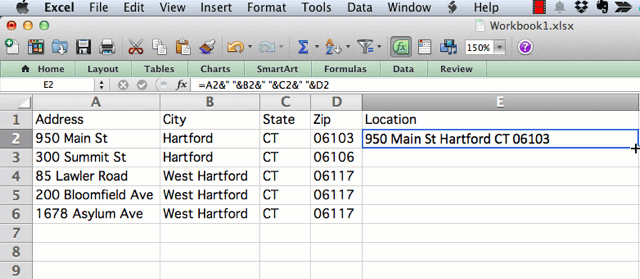 Excel File Edit View Insert Format Tools Data Window Help
Workbook1.xlsx
150%
Home Layout Tables Charts SmartArt Formulas Data Review
E2 fx =A2&" "&B2&" "&C2&" "&D2
A B C D E
1 Address City State Zip Location
2 950 Main St Hartford CT 06103 950 Main St Hartford CT 06103
3 300 Summit St Hartford CT 06106
4 85 Lawler Road West Hartford CT 06117
5 200 Bloomfield Ave West Hartford CT 06117
6 1678 Asylum Ave West Hartford CT 06117
7
8
9